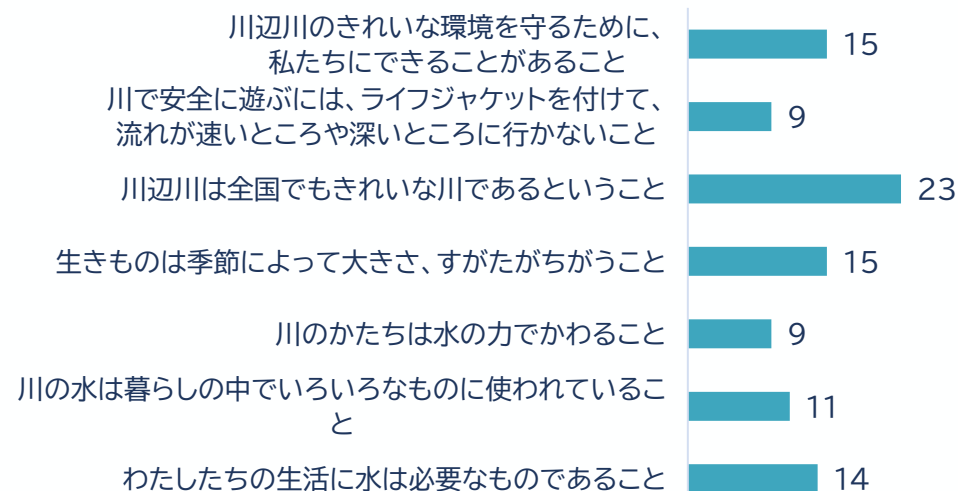 川辺川のきれいな環境を守るために、
私たちにできることがあること
15
川で安全に遊ぶには、ライフジャケットを付けて、
流れが速いところや深いところに行かないこと
9
川辺川は全国でもきれいな川であるということ
23
生きものは季節によって大きさ、すがたがちがうこと
15
川のかたちは水の力でかわること
9
川の水は暮らしの中でいろいろなものに使われているこ
と
11
わたしたちの生活に水は必要なものであること
14